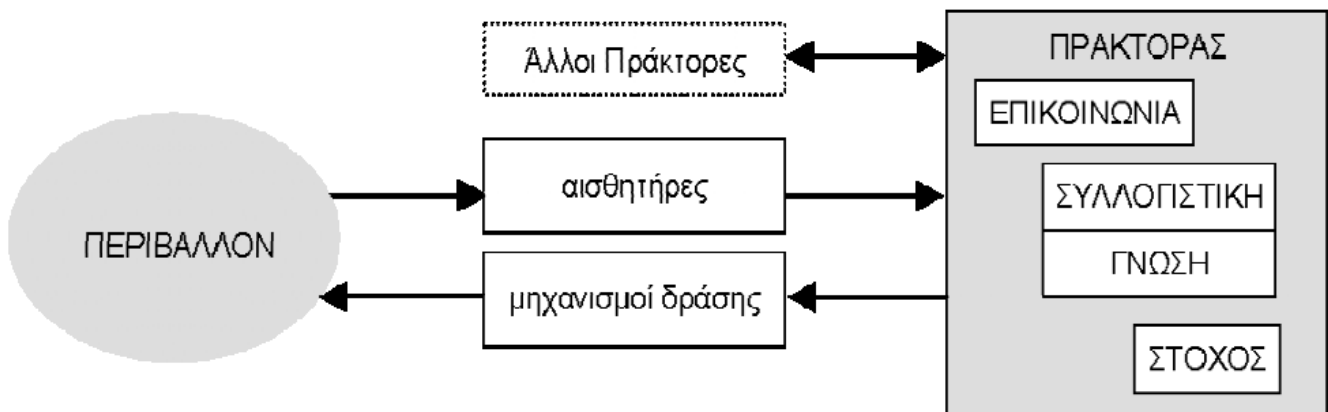 Άλλοι Πράκτορες
ΠΡΑΚΤΟΡΑΣ
ΕΠΙΚΟΙΝΩΝΙΑ
αισθητήρες
ΣΥΛΛΟΓΙΣΤΙΚΗ
ΓΝΩΣΗ
ΠΕΡΙΒΑΛΛΟΝ
μηχανισμοί δράσης
ΣΤΟΧΟΣ